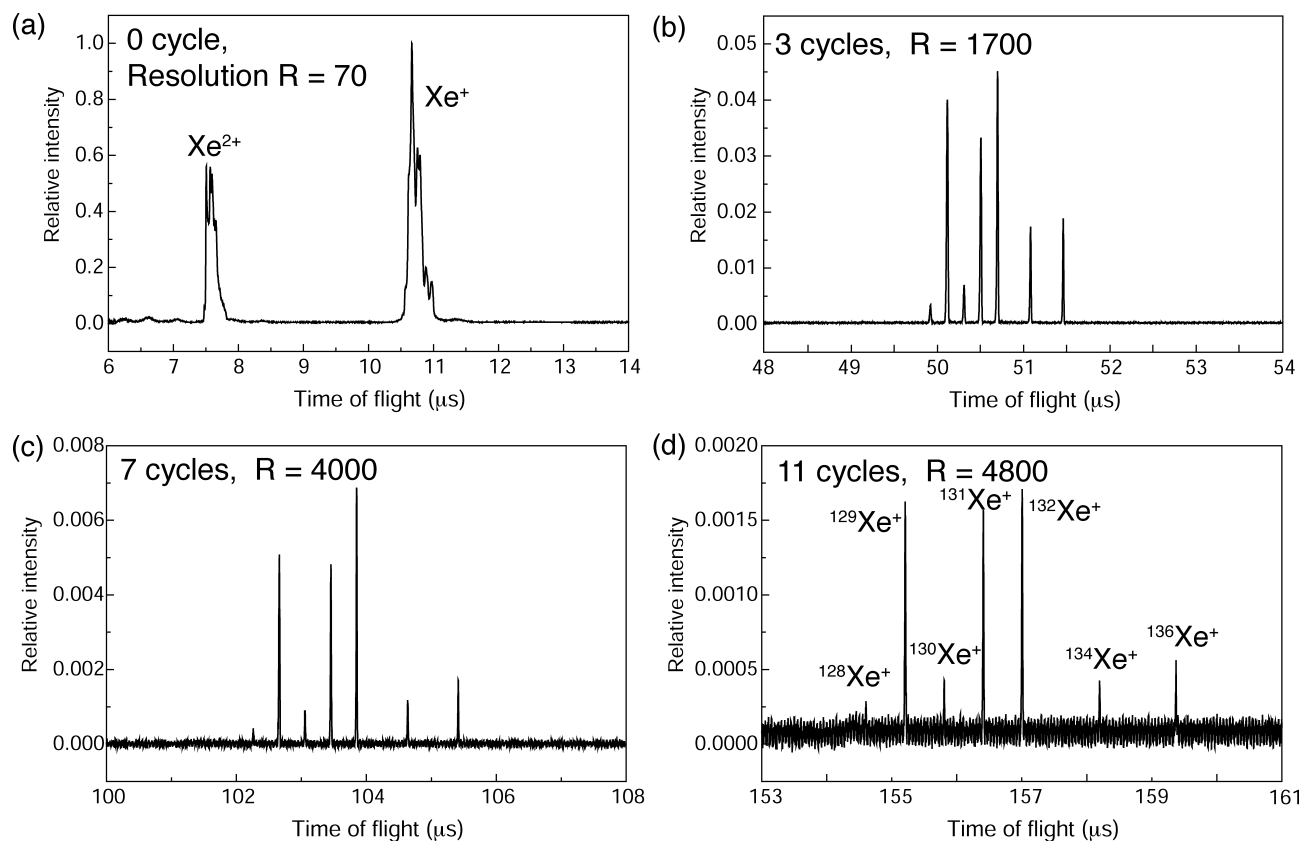 (a)
0 cycle,
Resolution R = 70
Xe²⁺
Xe⁺
1.0
0.8
0.6
0.4
0.2
0.0
Relative intensity
6 7 8 9 10 11 12 13 14
Time of flight (μs)
(b)
3 cycles, R = 1700
0.05
0.04
0.03
0.02
0.01
0.00
Relative intensity
48 49 50 51 52 53 54
Time of flight (μs)
(c)
7 cycles, R = 4000
0.008
0.006
0.004
0.002
0.000
Relative intensity
100 102 104 106 108
Time of flight (μs)
(d)
11 cycles, R = 4800
¹²⁸Xe⁺
¹²⁹Xe⁺
¹³⁰Xe⁺
¹³¹Xe⁺
¹³²Xe⁺
¹³⁴Xe⁺
¹³⁶Xe⁺
0.0020
0.0015
0.0010
0.0005
0.0000
Relative intensity
153 155 157 159 161
Time of flight (μs)